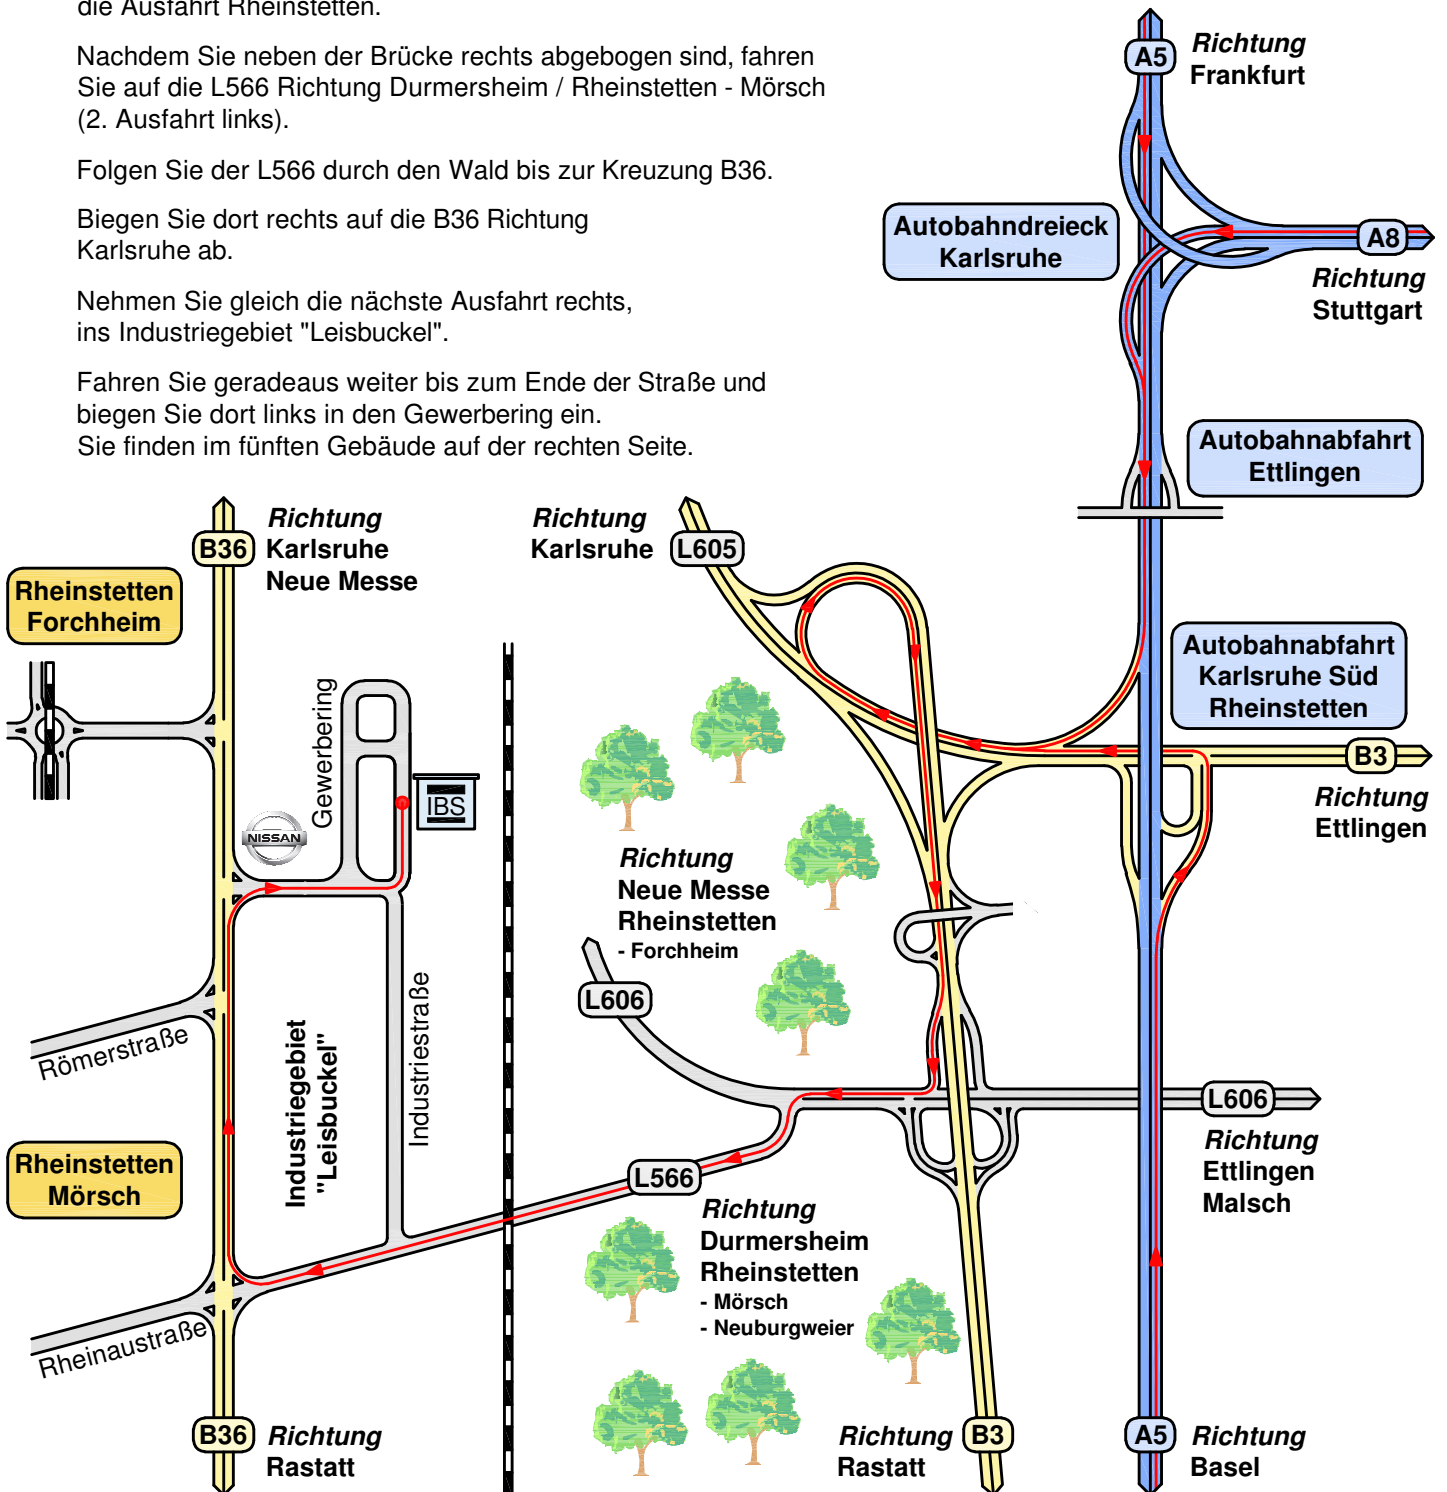 die Ausfahrt Rheinstetten.
Nachdem Sie neben der Brücke rechts abgebogen sind, fahren
Sie auf die L566 Richtung Durmersheim / Rheinstetten - Mörsch
(2. Ausfahrt links).
Folgen Sie der L566 durch den Wald bis zur Kreuzung B36.
Biegen Sie dort rechts auf die B36 Richtung
Karlsruhe ab.
Nehmen Sie gleich die nächste Ausfahrt rechts,
ins Industriegebiet "Leisbuckel".
Fahren Sie geradeaus weiter bis zum Ende der Straße und
biegen Sie dort links in den Gewerbering ein.
Sie finden im fünften Gebäude auf der rechten Seite.
A5
Richtung
Frankfurt
Autobahndreieck
Karlsruhe
A8
Richtung
Stuttgart
Autobahnabfahrt
Ettlingen
B36
Richtung
Karlsruhe
Neue Messe
Richtung
Karlsruhe
L605
Rheinstetten
Forchheim
Autobahnabfahrt
Karlsruhe Süd
Rheinstetten
Gewerbering
IBS
NISSAN
B3
Richtung
Ettlingen
Richtung
Neue Messe
Rheinstetten
- Forchheim
L606
Römerstraße
Industriegebiet
"Leisbuckel"
Industriestraße
L606
Richtung
Ettlingen
Malsch
Rheinstetten
Mörsch
L566
Richtung
Durmersheim
Rheinstetten
- Mörsch
- Neuburgweier
Rheinaustraße
B36
Richtung
Rastatt
Richtung
Rastatt
B3
A5
Richtung
Basel